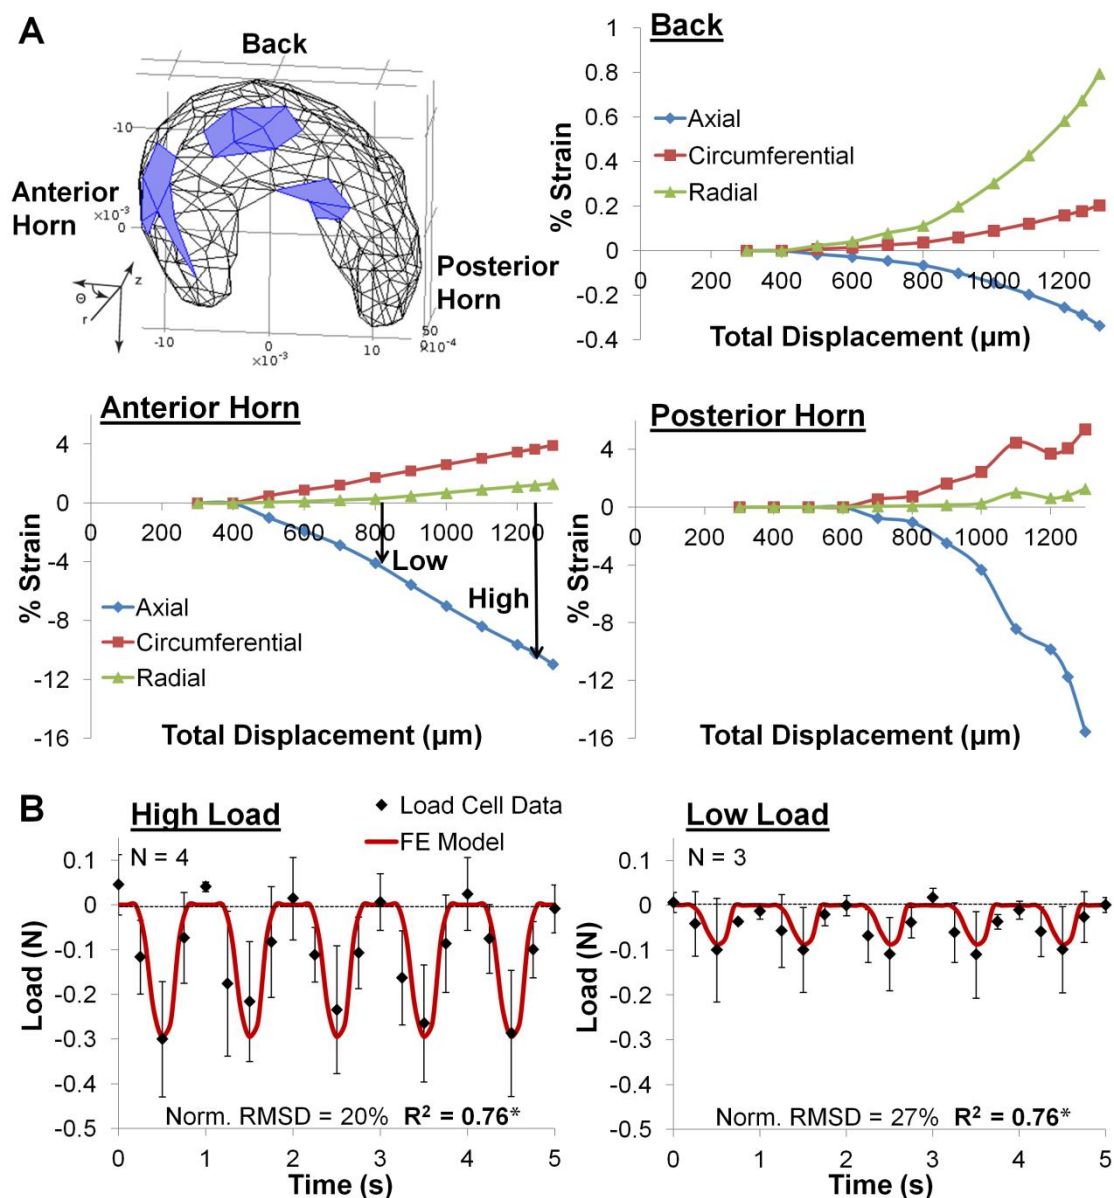 A
Back
Anterior
Horn
Posterior
Horn
-10
×10⁻³
0
z
Θ
r
-10
0
10
×10⁻³
50
0
×10⁻⁴
Back
% Strain
1
0.8
0.6
0.4
0.2
0
-0.2
-0.4
Axial
Circumferential
Radial
0 200 400 600 800 1000 1200
Total Displacement (µm)
Anterior Horn
% Strain
4
0
-4
-8
-12
-16
0 200 400 600 800 1000 1200
Low
High
Axial
Circumferential
Radial
Total Displacement (µm)
Posterior Horn
% Strain
4
0
-4
-8
-12
-16
0 200 400 600 800 1000 1200
Total Displacement (µm)
B
High Load
Load Cell Data
FE Model
N = 4
Load (N)
0.1
0
-0.1
-0.2
-0.3
-0.4
-0.5
Norm. RMSD = 20% R² = 0.76*
0 1 2 3 4 5
Time (s)
Low Load
N = 3
Load (N)
0.1
0
-0.1
-0.2
-0.3
-0.4
-0.5
Norm. RMSD = 27% R² = 0.76*
0 1 2 3 4 5
Time (s)